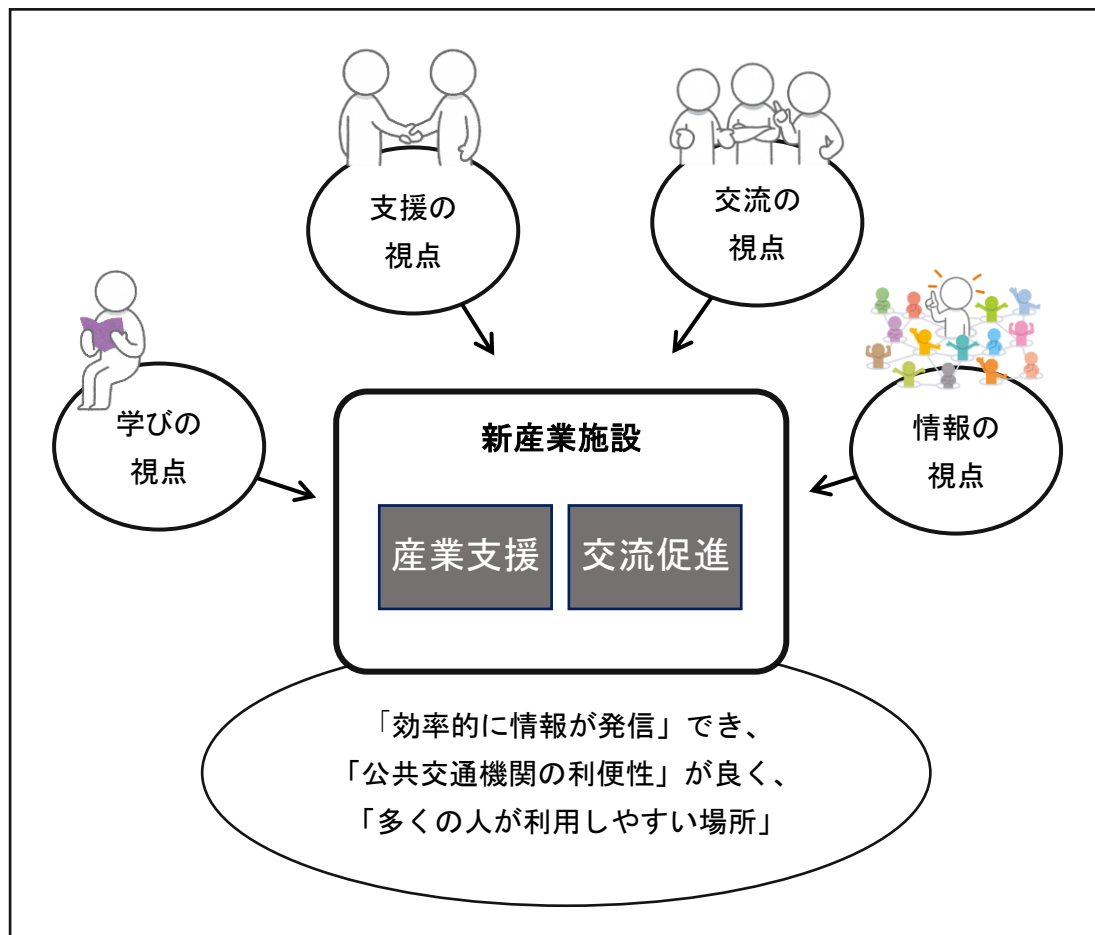 支援の
視点
交流の
視点
学びの
視点
情報の
視点
新産業施設
産業支援
交流促進
「効率的に情報が発信」でき、
「公共交通機関の利便性」が良く、
「多くの人が利用しやすい場所」